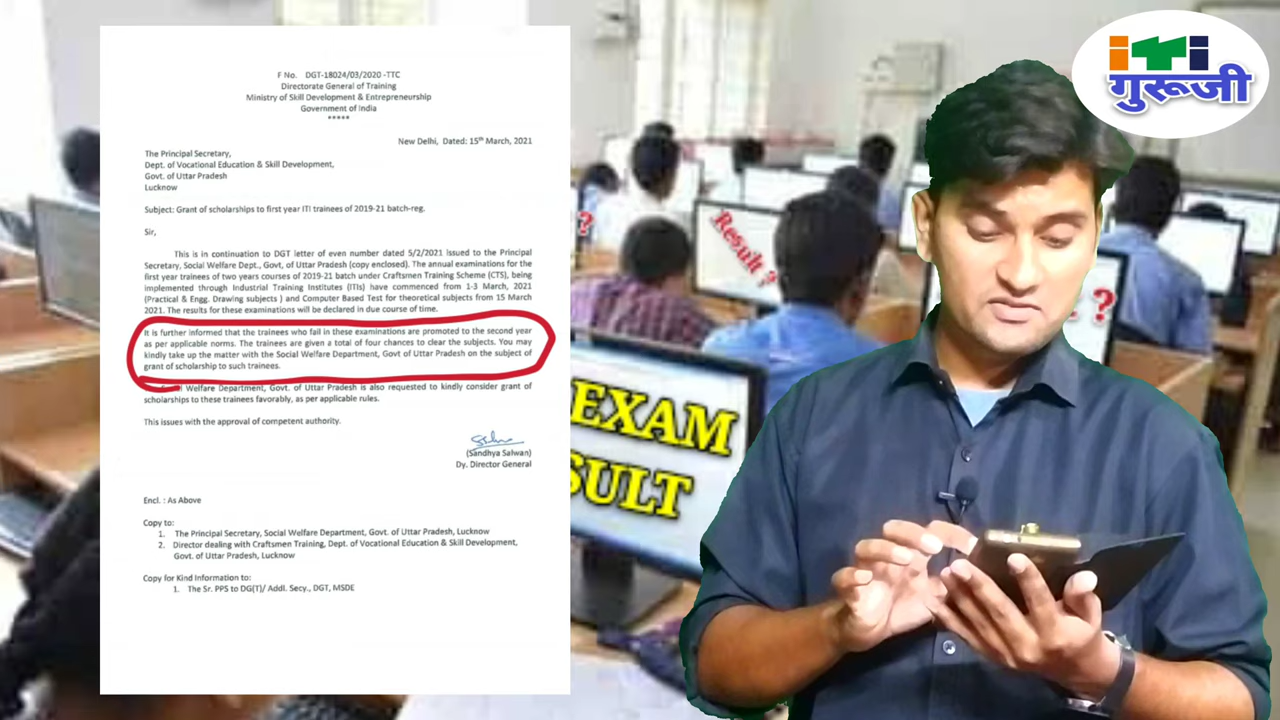 F No. DGT-18024/03/2020 -TTC
Directorate General of Training
Ministry of Skill Development & Entrepreneurship
Government of India
*****
New Delhi, Dated: 15th March, 2021
The Principal Secretary,
Dept. of Vocational Education & Skill Development,
Govt. of Uttar Pradesh
Lucknow
Subject: Grant of scholarships to first year ITI trainees of 2019-21 batch-reg.
Sir,
This is in continuation to DGT letter of even number dated 5/2/2021 issued to the Principal
Secretary, Social Welfare Dept., Govt, of Uttar Pradesh (copy enclosed). The annual examinations for the
first year trainees of two years courses of 2019-21 batch under Craftsmen Training Scheme (CTS), being
implemented through Industrial Training Institutes (ITIs) have commenced from 1-3 March, 2021
(Practical & Engg. Drawing subjects ) and Computer Based Test for theoretical subjects from 15 March
2021. The results for these examinations will be declared in due course of time.
It is further informed that the trainees who fail in these examinations are promoted to the second year
as per applicable norms. The trainees are given a total of four chances to clear the subjects. You may
kindly take up the matter with the Social Welfare Department, Govt of Uttar Pradesh on the subject of
grant of scholarship to such trainees.
Welfare Department, Govt. of Uttar Pradesh is also requested to kindly consider grant of
scholarships to these trainees favorably, as per applicable rules.
This issues with the approval of competent authority.
(Sandhya Salwan)
Dy. Director General
Encl. : As Above
Copy to:
1. The Principal Secretary, Social Welfare Department, Govt. of Uttar Pradesh, Lucknow
2. Director dealing with Craftsmen Training, Dept. of Vocational Education & Skill Development,
Govt. of Uttar Pradesh, Lucknow
Copy for Kind Information to:
1. The Sr. PPS to DG(T)/ Addl. Secy., DGT, MSDE
iTi
गुरूजी
?
Result ?
?
EXAM
SULT